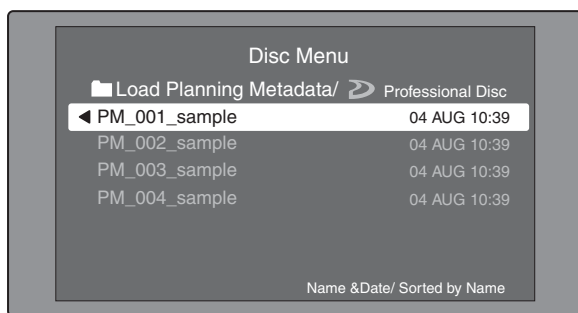 Disc Menu
Load Planning Metadata/ Professional Disc
PM_001_sample 04 AUG 10:39
PM_002_sample 04 AUG 10:39
PM_003_sample 04 AUG 10:39
PM_004_sample 04 AUG 10:39
Name &Date/ Sorted by Name